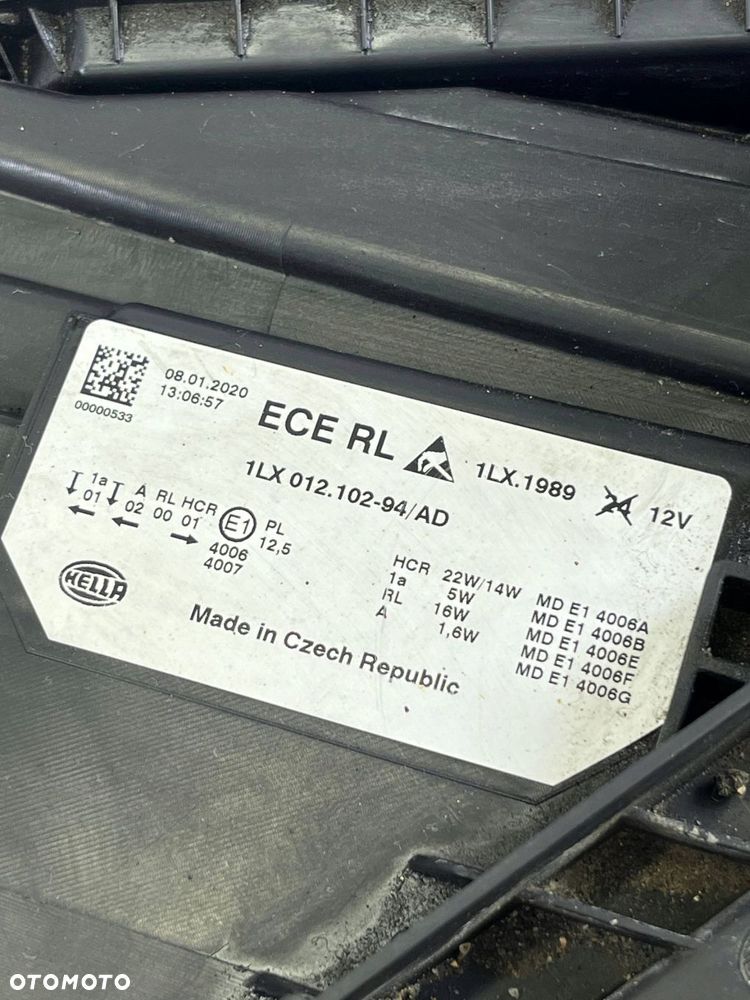 08.01.2020
13:06:57
00000533
ECE RL
1LX.1989
24 12V
1LX 012.102-94/AD
1a A RL HCR
01 02 00 01
E1
PL
12,5
4006
4007
HELLA
HCR 22W/14W
1a 5W
RL 16W
A 1,6W
MD E1 4006A
MD E1 4006B
MD E1 4006E
MD E1 4006F
MD E1 4006G
Made in Czech Republic
OTOMOTO